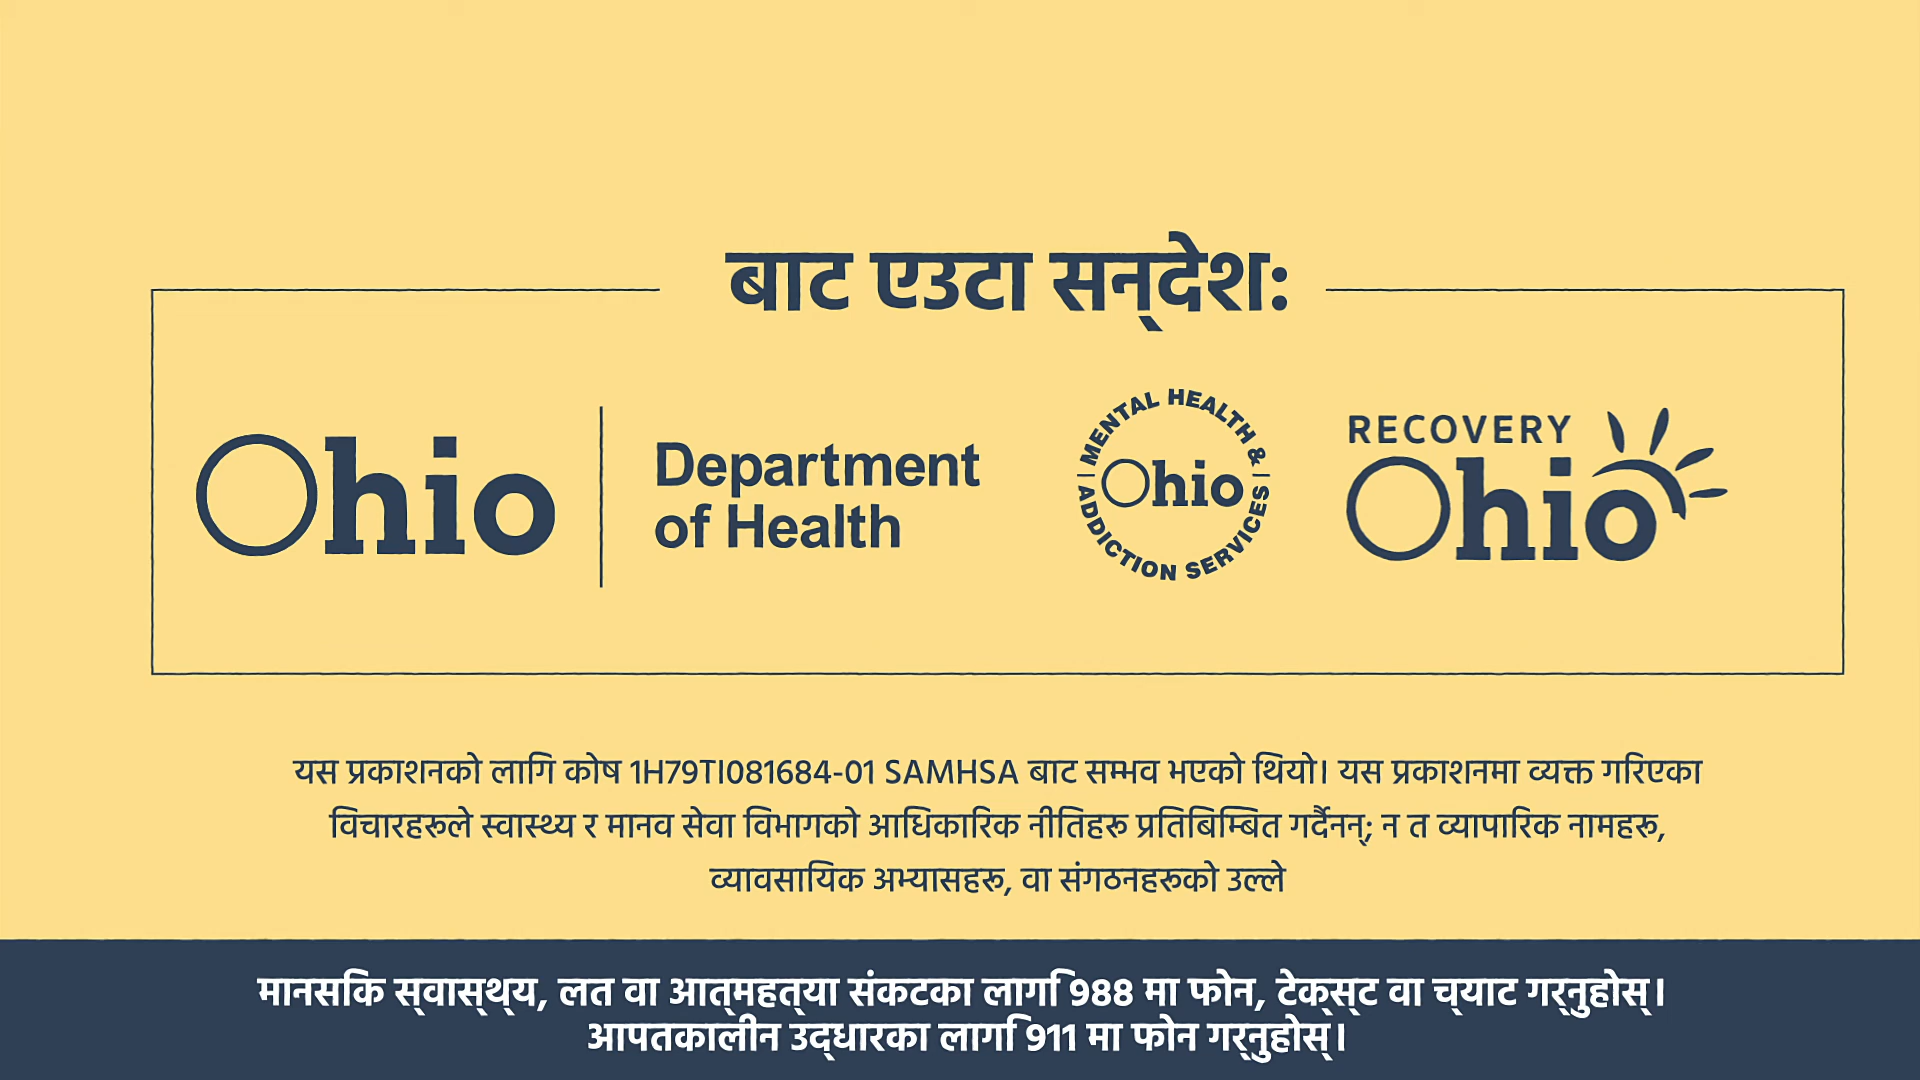 बाट एउटा सन्देश:
Ohio
Department
of Health
MENTAL HEALTH &
Ohio
ADDICTION SERVICES
RECOVERY
Ohio
यस प्रकाशनको लागि कोष 1H79TI081684-01 SAMHSA बाट सम्भव भएको थियो। यस प्रकाशनमा व्यक्त गरिएका
विचारहरूले स्वास्थ्य र मानव सेवा विभागको आधिकारिक नीतिहरू प्रतिबिम्बित गर्दैनन्; न त व्यापारिक नामहरू,
व्यावसायिक अभ्यासहरू, वा संगठनहरूको उल्ले
मानसिक स्वास्थ्य, लत वा आत्महत्या संकटका लागि 988 मा फोन, टेक्स्ट वा च्याट गर्नुहोस्।
आपतकालीन उद्धारका लागि 911 मा फोन गर्नुहोस्।